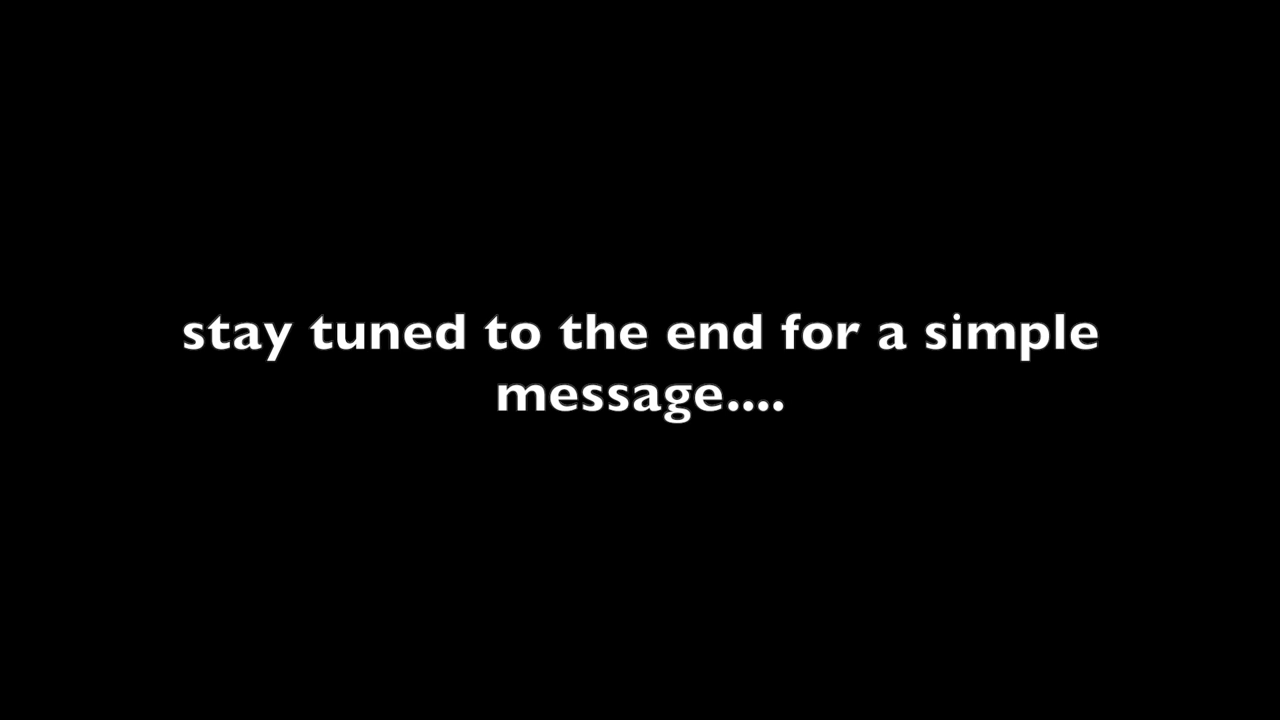 stay tuned to the end for a simple
message....